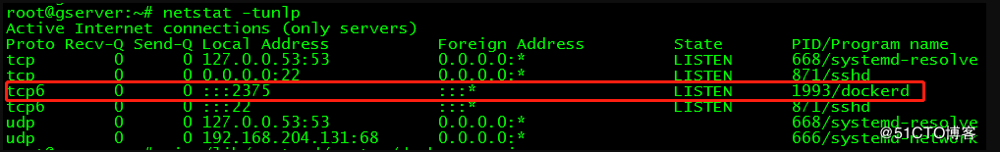 root@gserver:~# netstat -tunlp
Active Internet connections (only servers)
Proto Recv-Q Send-Q Local Address Foreign Address State PID/Program name
tcp 0 0 127.0.0.53:53 0.0.0.0:* LISTEN 668/systemd-resolve
tcp 0 0 0.0.0.0:22 0.0.0.0:* LISTEN 871/sshd
tcp6 0 0 :::2375 :::* LISTEN 1993/dockerd
tcp6 0 0 :::22 :::* LISTEN 871/sshd
udp 0 0 127.0.0.53:53 0.0.0.0:* 668/systemd-resolve
udp 0 0 192.168.204.131:68 0.0.0.0:* 666/systemd-network
@51CTO博客